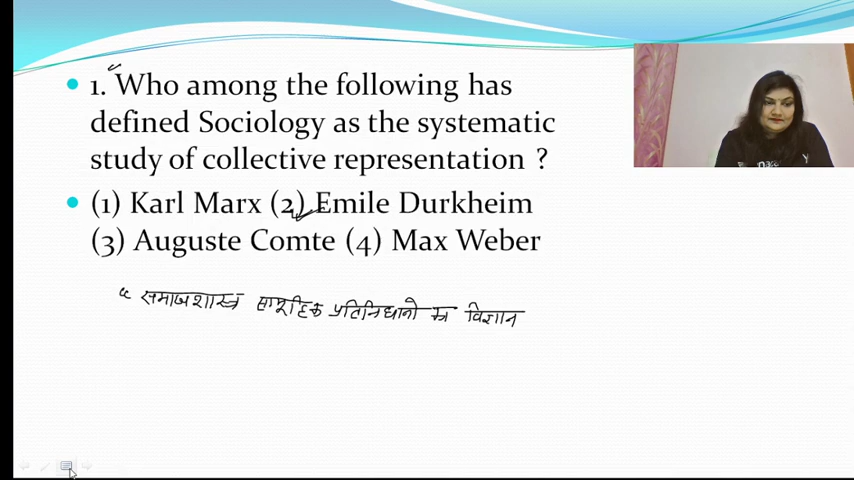 1. Who among the following has
defined Sociology as the systematic
study of collective representation ?
(1) Karl Marx (2) Emile Durkheim
(3) Auguste Comte (4) Max Weber
“ समाजशास्त्र सामूहिक प्रतिनिधानों का विज्ञान